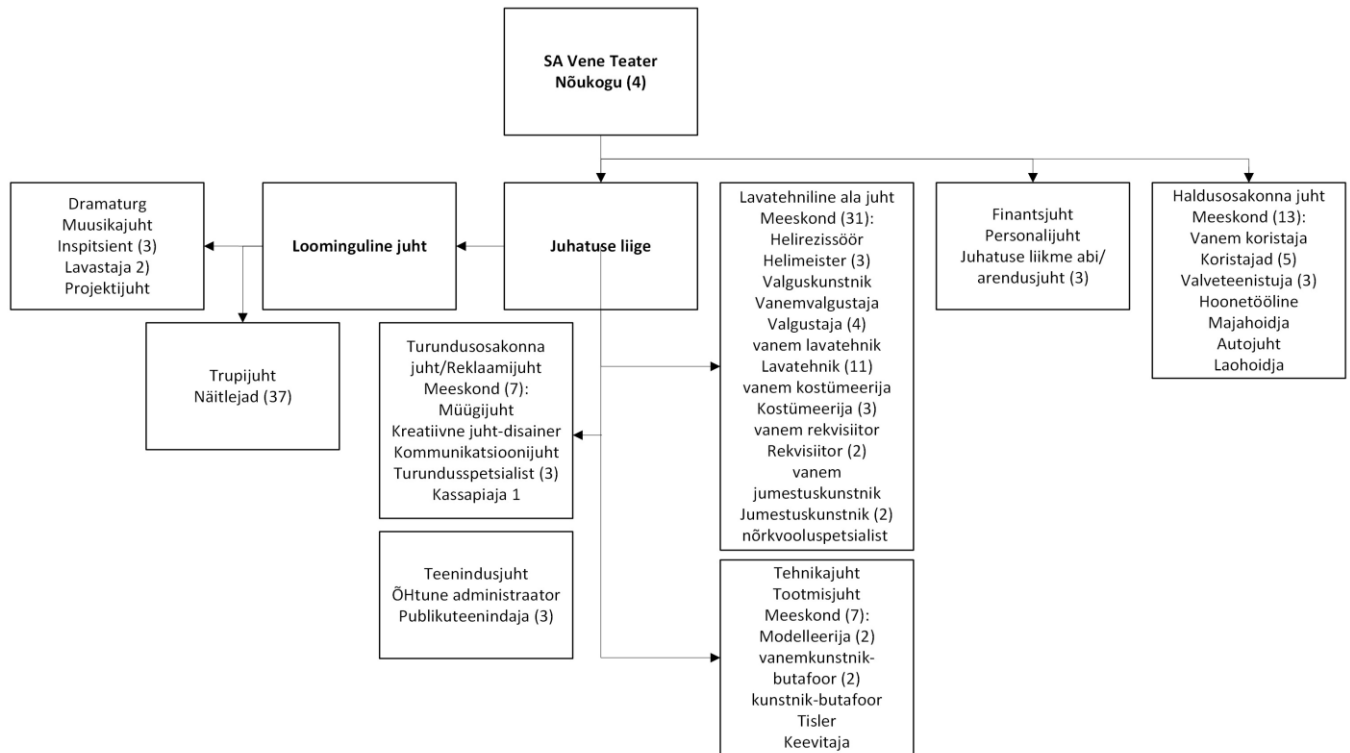 SA Vene Teater
Nõukogu (4)
Dramaturg
Muusikajuht
Inspitsient (3)
Lavastaja 2)
Projektijuht
Loominguline juht
Juhatuse liige
Lavatehniline ala juht
Meeskond (31):
Helirezissöör
Helimeister (3)
Valguskunstnik
Vanemvalgustaja
Valgustaja (4)
vanem lavatehnik
Lavatehnik (11)
vanem kostümeerija
Kostümeerija (3)
vanem rekvisiitor
Rekvisiitor (2)
vanem
jumestuskunstnik
Jumestuskunstnik (2)
nõrkvooluspetsialist
Finantsjuht
Personalijuht
Juhatuse liikme abi/
arendusjuht (3)
Haldusosakonna juht
Meeskond (13):
Vanem koristaja
Koristajad (5)
Valveteenistuja (3)
Hoonetööline
Majahoidja
Autojuht
Laohoidja
Trupijuht
Näitlejad (37)
Turundusosakonna
juht/Reklaamijuht
Meeskond (7):
Müügijuht
Kreatiivne juht-disainer
Kommunikatsioonijuht
Turundusspetsialist (3)
Kassapiaja 1
Teenindusjuht
ÕHtune administraator
Publikuteenindaja (3)
Tehnikajuht
Tootmisjuht
Meeskond (7):
Modelleerija (2)
vanemkunstnik-
butafoor (2)
kunstnik-butafoor
Tisler
Keevitaja